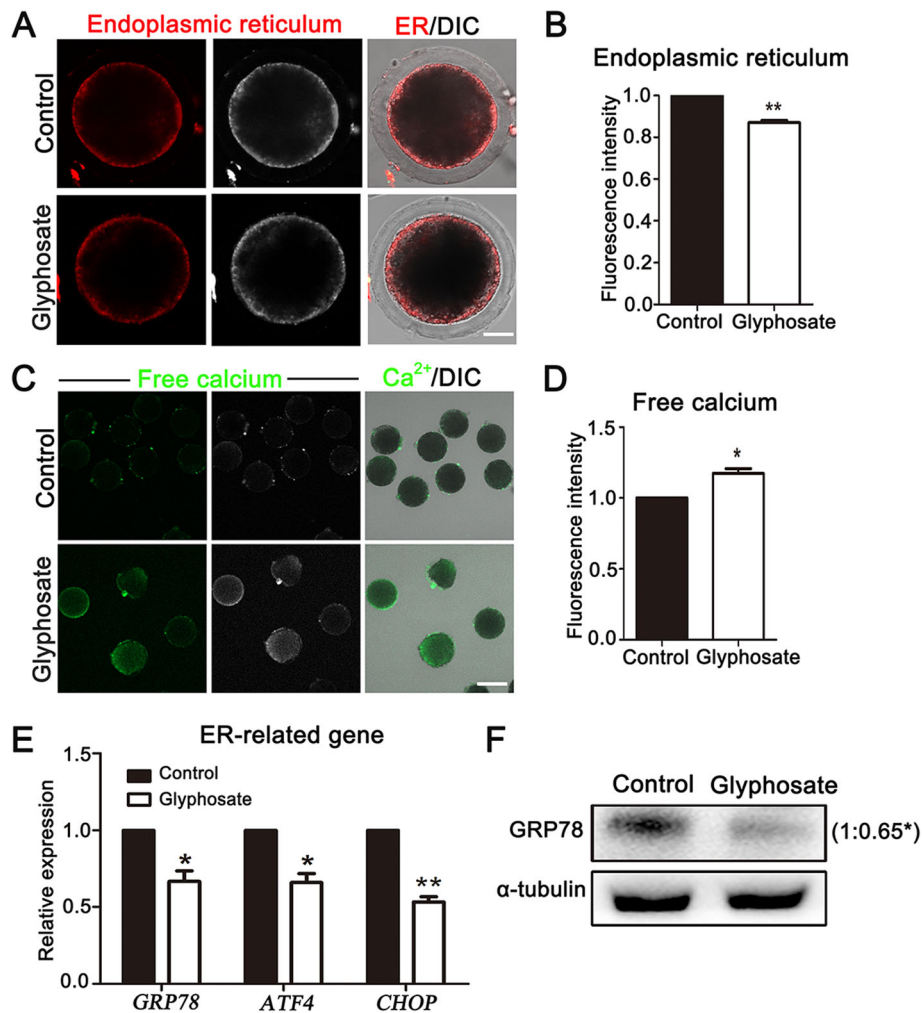 A
Endoplasmic reticulum
ER/DIC
Control
Glyphosate
B
Endoplasmic reticulum
Fluorescence intensity
1.0
0.8
0.6
0.4
0.2
0.0
**
Control Glyphosate
C
Free calcium
Ca²⁺/DIC
Control
Glyphosate
D
Free calcium
Fluorescence intensity
1.5
1.0
0.5
0.0
*
Control Glyphosate
E
ER-related gene
Relative expression
1.5
1.0
0.5
0.0
Control
Glyphosate
* * **
GRP78 ATF4 CHOP
F
Control Glyphosate
GRP78 (1:0.65*)
α-tubulin